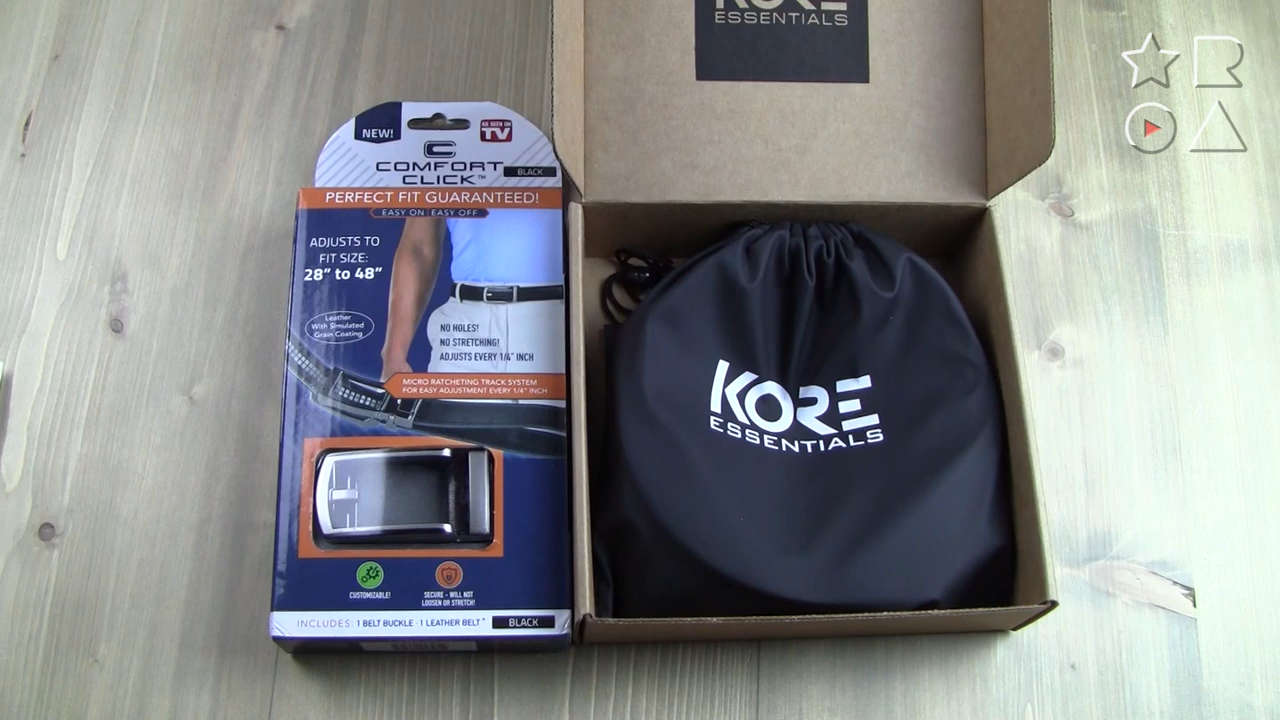 NEW!
AS SEEN ON
TV
COMFORT
CLICK™
BLACK
PERFECT FIT GUARANTEED!
EASY ON EASY OFF
ADJUSTS TO
FIT SIZE:
28" to 48"
Leather
With Simulated
Grain Coating
NO HOLES!
NO STRETCHING!
ADJUSTS EVERY 1/4" INCH
MICRO RATCHETING TRACK SYSTEM
FOR EASY ADJUSTMENT EVERY 1/4" INCH
CUSTOMIZABLE!
SECURE - WILL NOT
LOOSEN OR STRETCH!
INCLUDES: 1 BELT BUCKLE · 1 LEATHER BELT*
BLACK
KORE
ESSENTIALS
KORE
ESSENTIALS
R